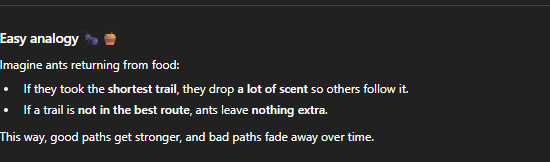 Easy analogy 🐜 🧁
Imagine ants returning from food:
• If they took the shortest trail, they drop a lot of scent so others follow it.
• If a trail is not in the best route, ants leave nothing extra.
This way, good paths get stronger, and bad paths fade away over time.